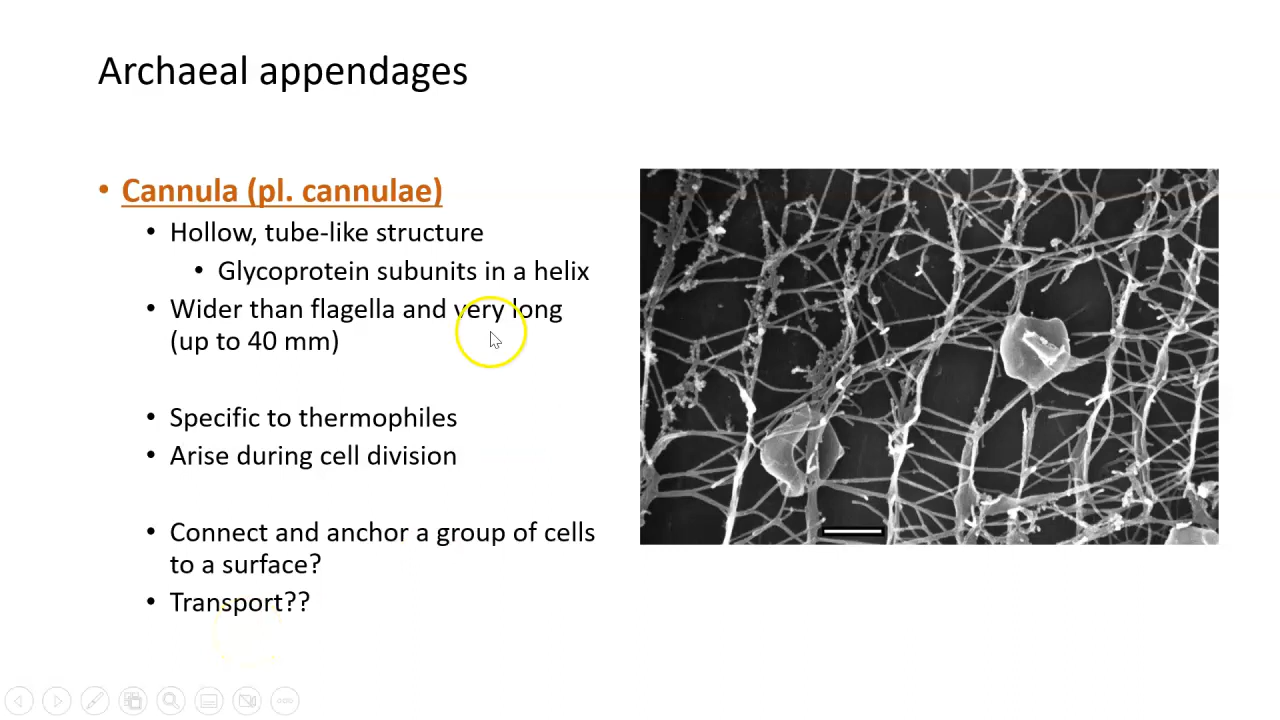 Archaeal appendages
• Cannula (pl. cannulae)
• Hollow, tube-like structure
• Glycoprotein subunits in a helix
• Wider than flagella and very long
(up to 40 mm)
• Specific to thermophiles
• Arise during cell division
• Connect and anchor a group of cells
to a surface?
• Transport??